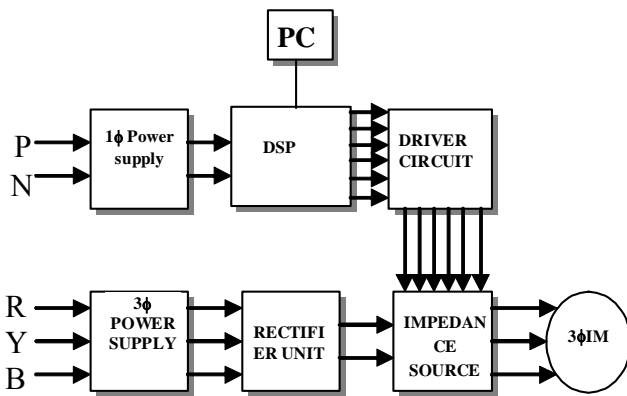 PC
P
N
1ϕ Power
supply
DSP
DRIVER
CIRCUIT
R
Y
B
3ϕ
POWER
SUPPLY
RECTIFI
ER UNIT
IMPEDAN
CE
SOURCE
3ϕIM